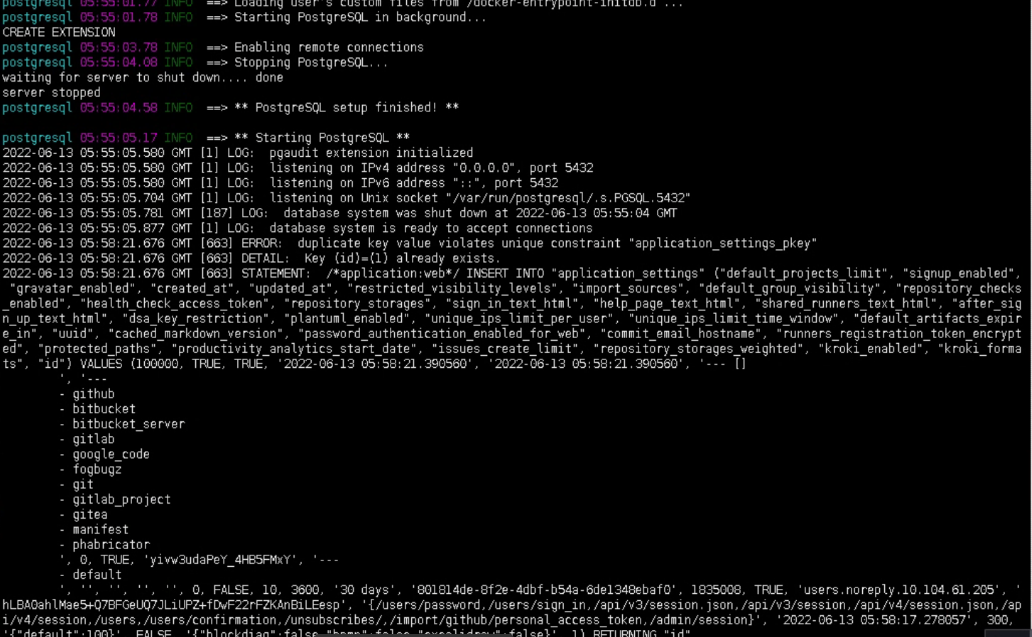 postgresql 05:55:01.77 INFO  ==> Loading user's custom files from /docker-entrypoint-initdb.d ...
postgresql 05:55:01.78 INFO  ==> Starting PostgreSQL in background...
CREATE EXTENSION
postgresql 05:55:03.78 INFO  ==> Enabling remote connections
postgresql 05:55:04.08 INFO  ==> Stopping PostgreSQL...
waiting for server to shut down.... done
server stopped
postgresql 05:55:04.58 INFO  ==> ** PostgreSQL setup finished! **
postgresql 05:55:05.17 INFO  ==> ** Starting PostgreSQL **
2022-06-13 05:55:05.580 GMT [1] LOG:  pgaudit extension initialized
2022-06-13 05:55:05.580 GMT [1] LOG:  listening on IPv4 address "0.0.0.0", port 5432
2022-06-13 05:55:05.580 GMT [1] LOG:  listening on IPv6 address "::", port 5432
2022-06-13 05:55:05.704 GMT [1] LOG:  listening on Unix socket "/var/run/postgresql/.s.PGSQL.5432"
2022-06-13 05:55:05.781 GMT [187] LOG:  database system was shut down at 2022-06-13 05:55:04 GMT
2022-06-13 05:55:05.877 GMT [1] LOG:  database system is ready to accept connections
2022-06-13 05:58:21.676 GMT [663] ERROR:  duplicate key value violates unique constraint "application_settings_pkey"
2022-06-13 05:58:21.676 GMT [663] DETAIL:  Key (id)=(1) already exists.
2022-06-13 05:58:21.676 GMT [663] STATEMENT:  /*application:web*/ INSERT INTO "application_settings" ("default_projects_limit", "signup_enabled",
"gravatar_enabled", "created_at", "updated_at", "restricted_visibility_levels", "import_sources", "default_group_visibility", "repository_checks
_enabled", "health_check_access_token", "repository_storages", "sign_in_text_html", "help_page_text_html", "shared_runners_text_html", "after_sig
n_up_text_html", "dsa_key_restriction", "plantuml_enabled", "unique_ips_limit_per_user", "unique_ips_limit_time_window", "default_artifacts_expir
e_in", "uuid", "cached_markdown_version", "password_authentication_enabled_for_web", "commit_email_hostname", "runners_registration_token_encrypt
ed", "protected_paths", "productivity_analytics_start_date", "issues_create_limit", "repository_storages_weighted", "kroki_enabled", "kroki_forma
ts", "id") VALUES (100000, TRUE, TRUE, '2022-06-13 05:58:21.390560', '2022-06-13 05:58:21.390560', '--- []
', '---
- github
- bitbucket
- bitbucket_server
- gitlab
- google_code
- fogbugz
- git
- gitlab_project
- gitea
- manifest
- phabricator
', 0, TRUE, 'yivw3udaPeY_4HB5FMxY', '---
- default
', '', '', '', '', 0, FALSE, 10, 3600, '30 days', '801814de-8f2e-4dbf-b54a-6de1348ebaf0', 1835008, TRUE, 'users.noreply.10.104.61.205', '
hLBAOahlMae5+Q7BFGeUQ7JLiUPZ+fDwF22rFZKAnBiLEesp', '{/users/password,/users/sign_in,/api/v3/session.json,/api/v3/session,/api/v4/session.json,/ap
i/v4/session,/users,/users/confirmation,/unsubscribes/,/import/github/personal_access_token,/admin/session}', '2022-06-13 05:58:17.278057', 300,
'{"default":100}', FALSE, '{"blockdiag":false,"bpmn":false,"excalidraw":false}', 1) RETURNING "id"